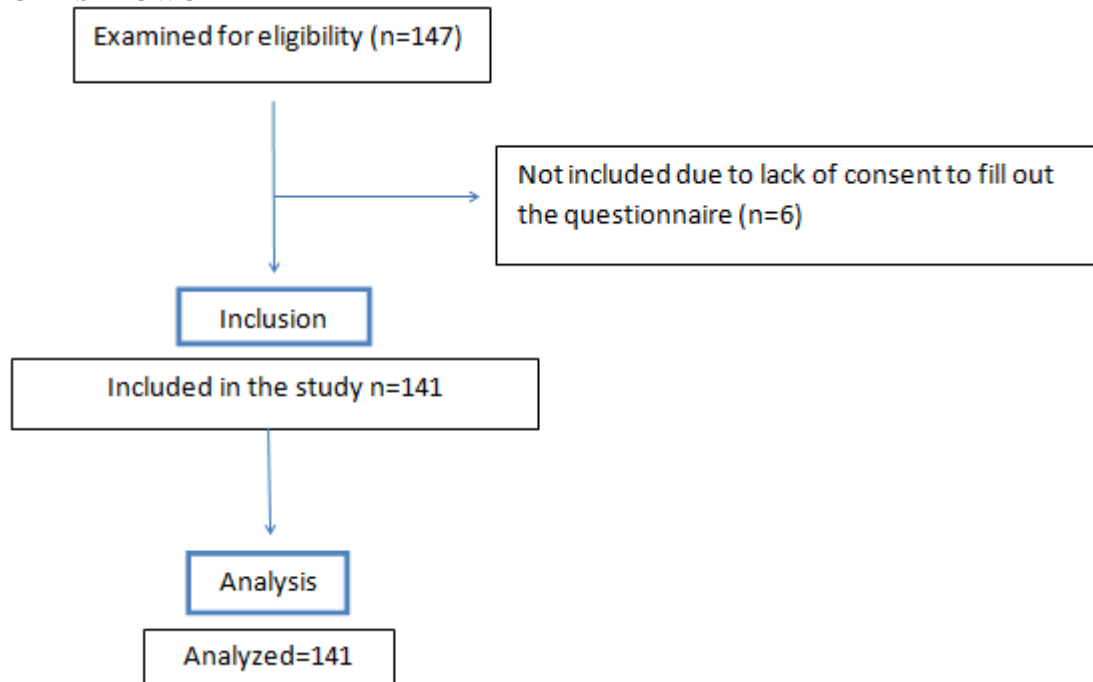 Examined for eligibility (n=147)
Not included due to lack of consent to fill out
the questionnaire (n=6)
Inclusion
Included in the study n=141
Analysis
Analyzed=141